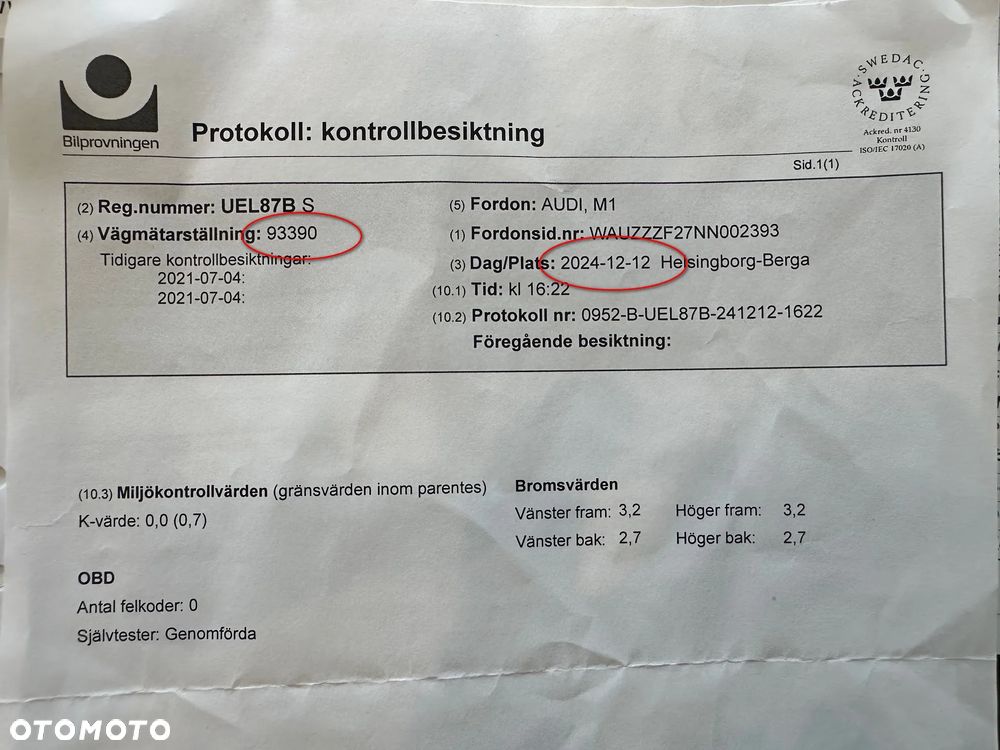 Bilprovningen
Protokoll: kontrollbesiktning
SWEDAC ACKREDITERING
Ackred. nr 4130
Kontroll
ISO/IEC 17020 (A)
Sid.1(1)
(2) Reg.nummer: UEL87B S
(4) Vägmätarställning: 93390
Tidigare kontrollbesiktningar:
2021-07-04:
2021-07-04:
(5) Fordon: AUDI, M1
(1) Fordonsid.nr: WAUZZZF27NN002393
(3) Dag/Plats: 2024-12-12 Helsingborg-Berga
(10.1) Tid: kl 16:22
(10.2) Protokoll nr: 0952-B-UEL87B-241212-1622
Föregående besiktning:
(10.3) Miljökontrollvärden (gränsvärden inom parentes)
K-värde: 0,0 (0,7)
OBD
Antal felkoder: 0
Självtester: Genomförda
Bromsvärden
Vänster fram: 3,2 Höger fram: 3,2
Vänster bak: 2,7 Höger bak: 2,7
OTOMOTO